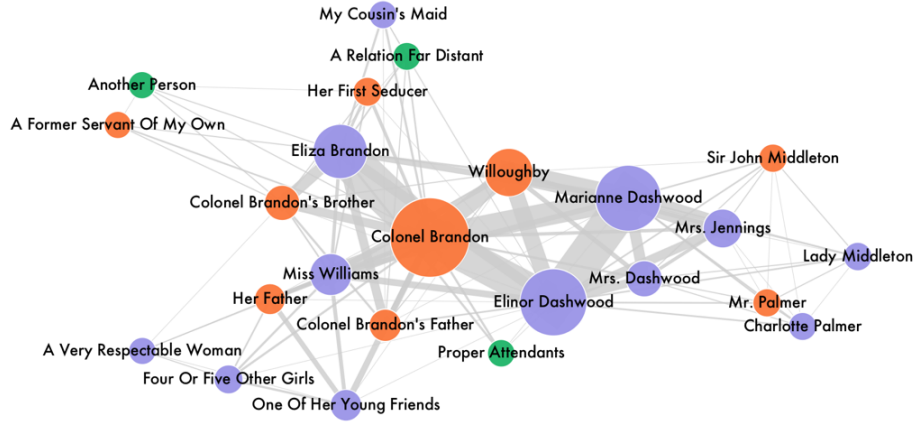 My Cousin's Maid
A Relation Far Distant
Another Person
Her First Seducer
A Former Servant Of My Own
Eliza Brandon
Sir John Middleton
Willoughby
Marianne Dashwood
Colonel Brandon's Brother
Mrs. Jennings
Colonel Brandon
Lady Middleton
Miss Williams
Mrs. Dashwood
Her Father
Elinor Dashwood
Mr. Palmer
Colonel Brandon's Father
Charlotte Palmer
A Very Respectable Woman
Proper Attendants
Four Or Five Other Girls
One Of Her Young Friends